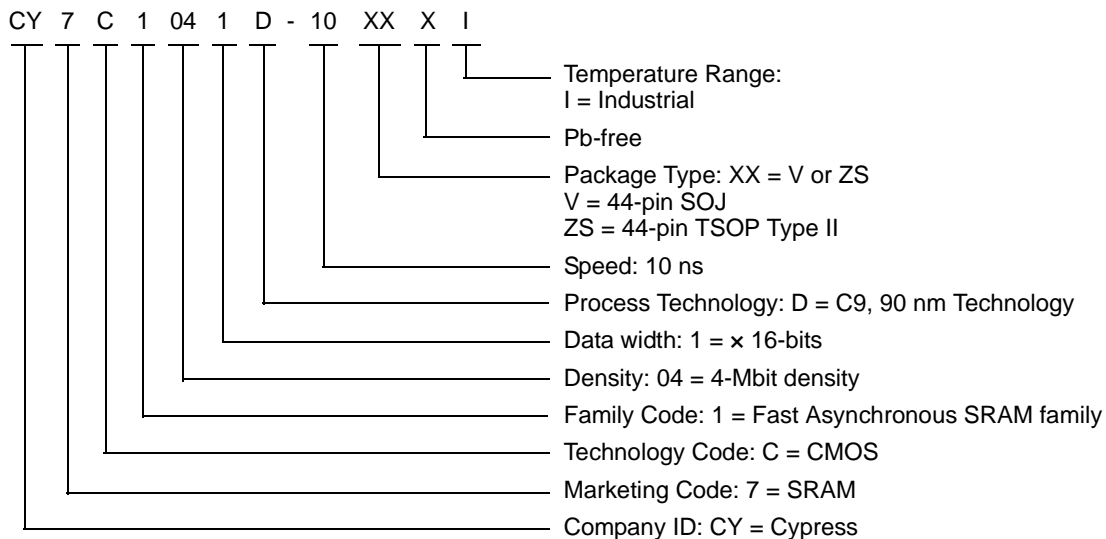 CY 7 C 1 04 1 D - 10 XX X I
Temperature Range:
I = Industrial
Pb-free
Package Type: XX = V or ZS
V = 44-pin SOJ
ZS = 44-pin TSOP Type II
Speed: 10 ns
Process Technology: D = C9, 90 nm Technology
Data width: 1 = × 16-bits
Density: 04 = 4-Mbit density
Family Code: 1 = Fast Asynchronous SRAM family
Technology Code: C = CMOS
Marketing Code: 7 = SRAM
Company ID: CY = Cypress